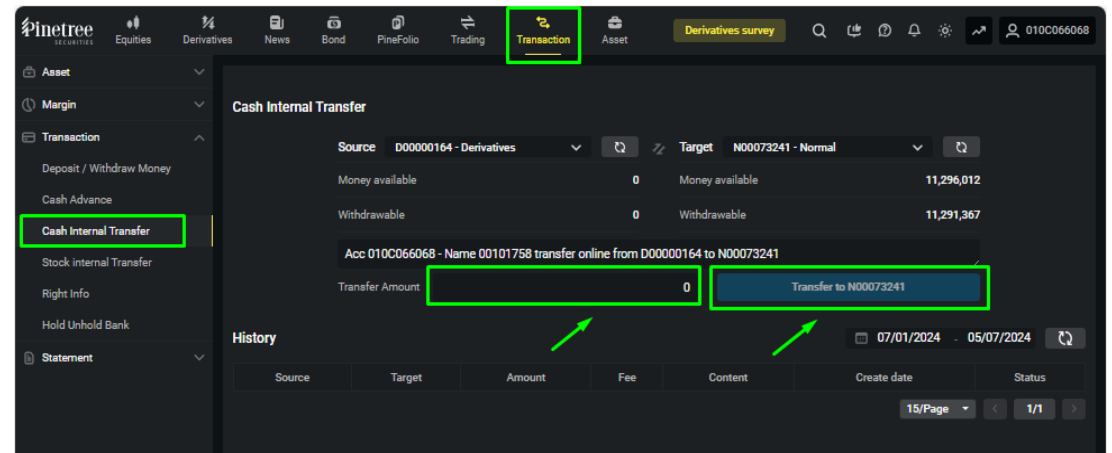 Pinetree
SECURITIES
Equities
Derivatives
News
Bond
PineFolio
Trading
Transaction
Asset
Derivatives survey
010C066068
Asset
Margin
Transaction
Deposit / Withdraw Money
Cash Advance
Cash Internal Transfer
Stock internal Transfer
Right Info
Hold Unhold Bank
Statement
Cash Internal Transfer
Source D00000164 - Derivatives
Target N00073241 - Normal
Money available 0
Money available 11,296,012
Withdrawable 0
Withdrawable 11,291,367
Acc 010C066068 - Name 00101758 transfer online from D00000164 to N00073241
Transfer Amount 0
Transfer to N00073241
History
07/01/2024 - 05/07/2024
Source Target Amount Fee Content Create date Status
15/Page 1/1